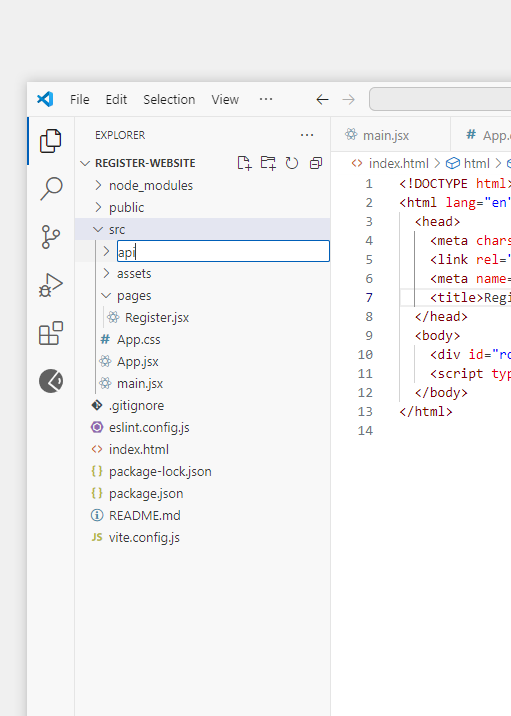 File Edit Selection View ...
EXPLORER ...
REGISTER-WEBSITE
node_modules
public
src
api
assets
pages
Register.jsx
App.css
App.jsx
main.jsx
.gitignore
eslint.config.js
index.html
package-lock.json
package.json
README.md
JS vite.config.js
main.jsx # App.c
index.html > html >
1 <!DOCTYPE html>
2 <html lang="en"
3 <head>
4 <meta chars
5 <link rel="
6 <meta name=
7 <title>Regi
8 </head>
9 <body>
10 <div id="ro
11 <script typ
12 </body>
13 </html>
14